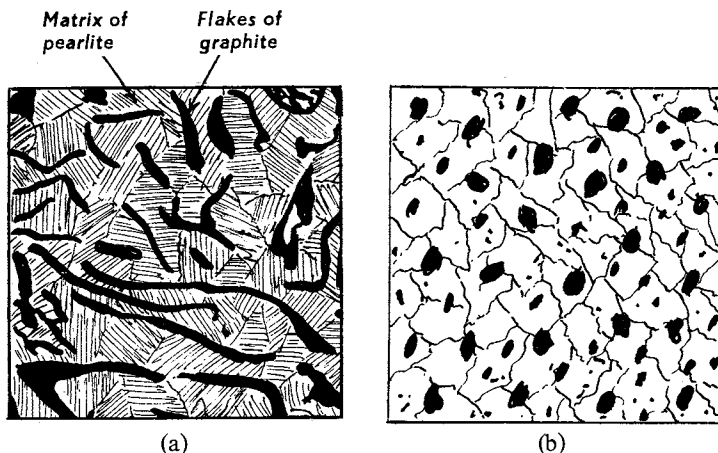 Matrix of
pearlite
Flakes of
graphite
(a)
(b)